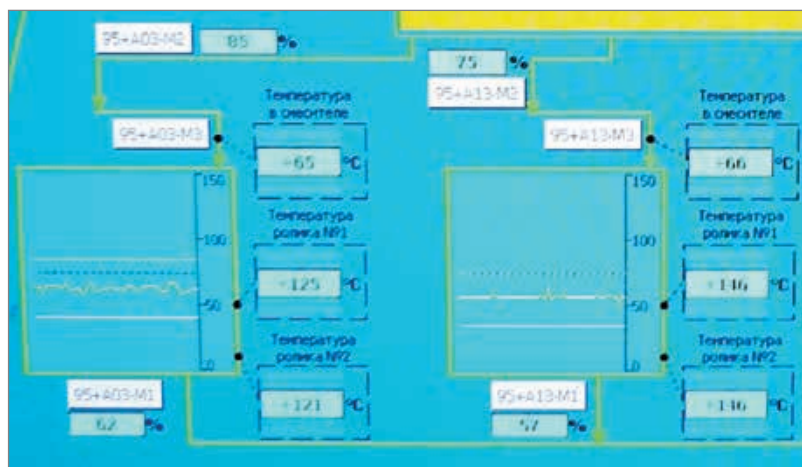 95+A03-M2
85 %
75 %
95+A13-M2
Температура
в смесителе
95+A03-M3
+65 °C
Температура
в смесителе
95+A13-M3
+66 °C
150
100
50
0
Температура
ролика №1
+125 °C
Температура
ролика №2
+121 °C
95+A03-M1
62 %
150
100
50
0
Температура
ролика №1
+146 °C
Температура
ролика №2
+146 °C
95+A13-M1
57 %